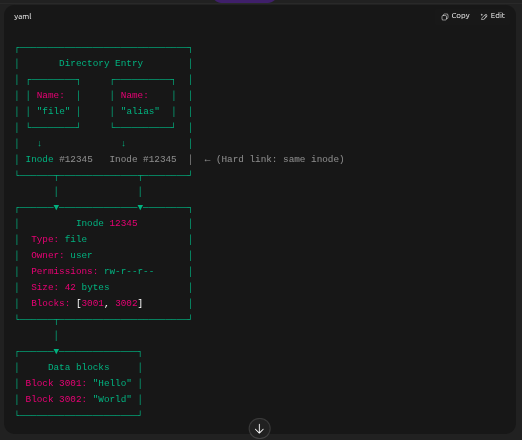 yaml
Copy Edit
Directory Entry
Name: Name:
"file" "alias"
↓ ↓
Inode #12345 Inode #12345 ← (Hard link: same inode)
Inode 12345
Type: file
Owner: user
Permissions: rw-r--r--
Size: 42 bytes
Blocks: [3001, 3002]
Data blocks
Block 3001: "Hello"
Block 3002: "World"